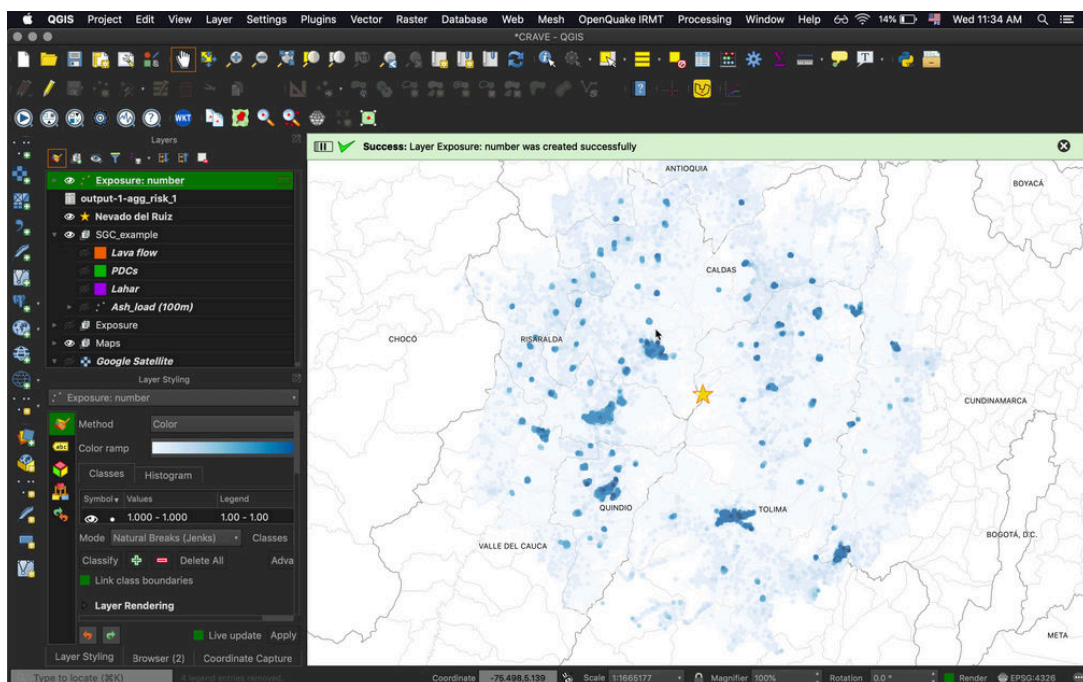 QGIS Project Edit View Layer Settings Plugins Vector Raster Database Web Mesh OpenQuake IRMT Processing Window Help 14% Wed 11:34 AM
*CRAVE - QGIS
WKT
Layers
Success: Layer Exposure: number was created successfully
Exposure: number
output-1-agg_risk_1
Nevado del Ruiz
SGC_example
Lava flow
PDCs
Lahar
Ash_load (100m)
Exposure
Maps
Google Satellite
ANTIOQUIA
BOYACÁ
CALDAS
CHOCÓ
RISARALDA
CUNDINAMARCA
QUINDIO
TOLIMA
VALLE DEL CAUCA
BOGOTÁ, D.C.
META
Layer Styling
Exposure: number
Method Color
abc
Color ramp
Classes Histogram
Symbol Values Legend
1.000 - 1.000 1.00 - 1.00
Mode Natural Breaks (Jenks) Classes
Classify Delete All Adva
Link class boundaries
Layer Rendering
Live update Apply
Layer Styling Browser (2) Coordinate Capture
Type to locate (⌘K) 4 legend entries removed. Coordinate -75.498,5.139 Scale 1:1665177 Magnifier 100% Rotation 0.0 ° Render EPSG:4326